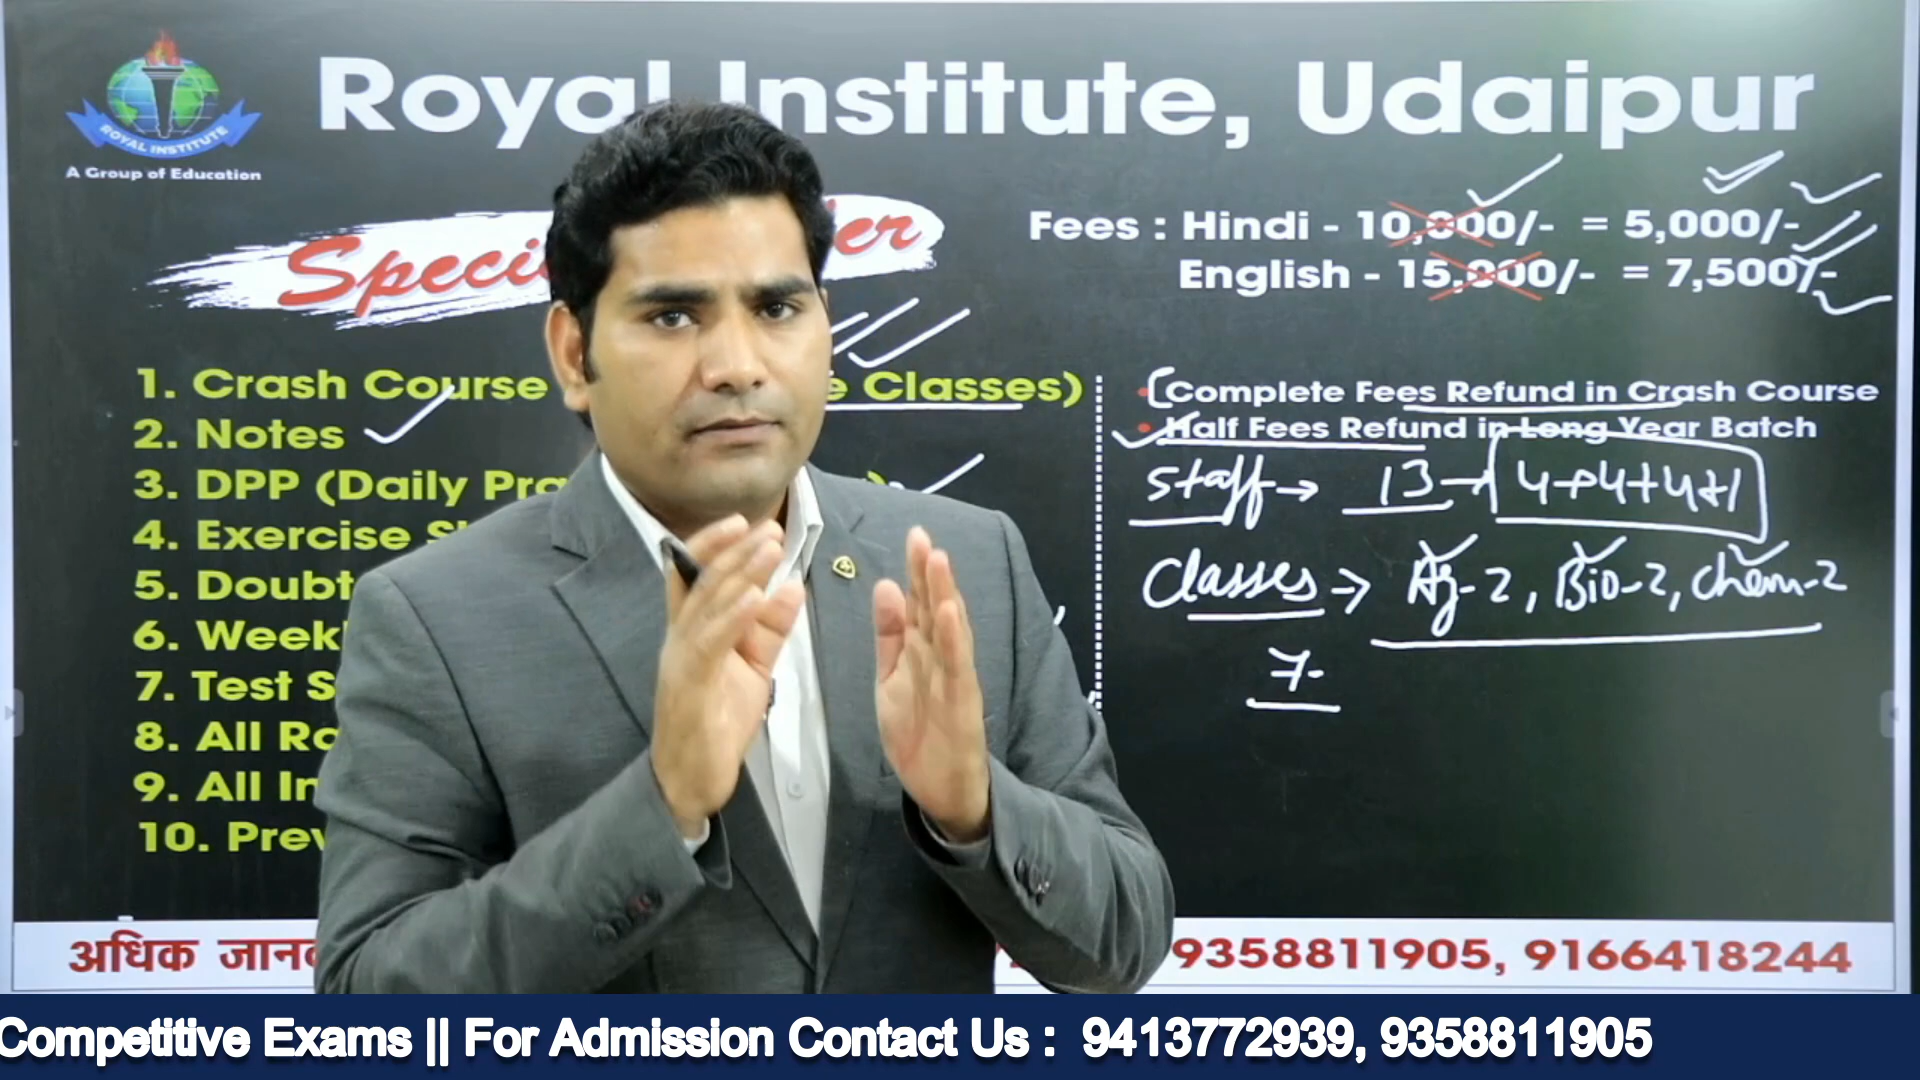 Royal Institute, Udaipur
ROYAL INSTITUTE
A Group of Education
Fees : Hindi - 10,000/- = 5,000/-
English - 15,000/- = 7,500/-
1. Crash Course Classes)
2. Notes
3. DPP (Daily
4. Exercise
5. Doubt
6.
7. Test
8. All
9. All
10.
Complete Fees Refund in Crash Course
Half Fees Refund in Long Year Batch
Staff → 13 → 4+4+4+1
Classes → Ag-2, Bio-2, Chem-2
7-
अधिक
9358811905, 9166418244
Competitive Exams || For Admission Contact Us : 9413772939, 9358811905